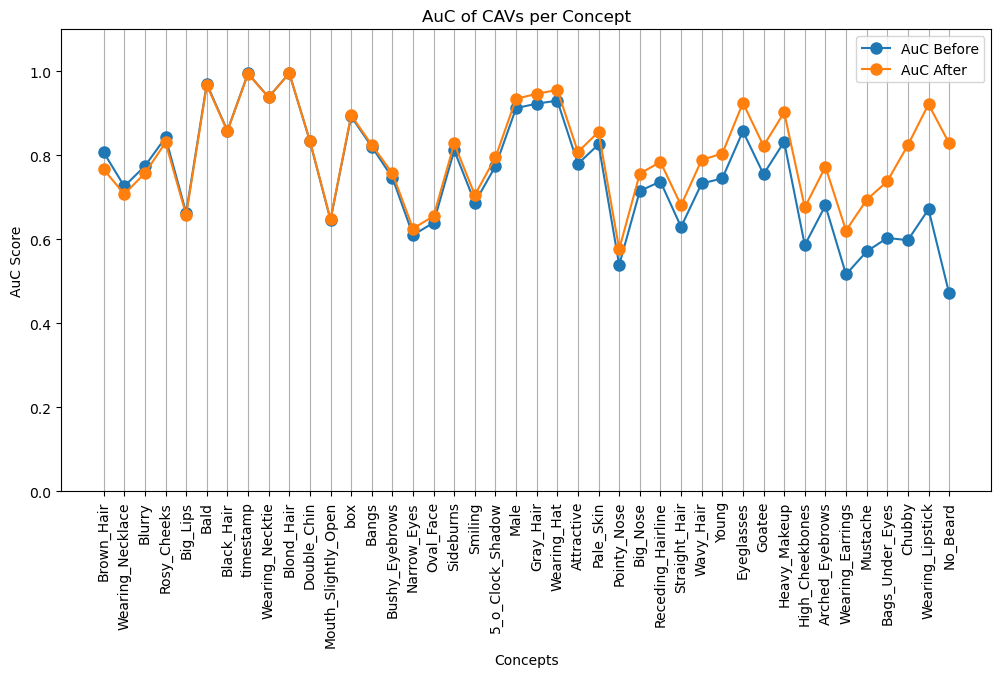 AuC of CAVs per Concept
AuC Before
AuC After
AuC Score
1.0
0.8
0.6
0.4
0.2
0.0
Brown_Hair
Wearing_Necklace
Blurry
Rosy_Cheeks
Big_Lips
Bald
Black_Hair
timestamp
Wearing_Necktie
Blond_Hair
Double_Chin
Mouth_Slightly_Open
box
Bangs
Bushy_Eyebrows
Narrow_Eyes
Oval_Face
Sideburns
Smiling
5_o_Clock_Shadow
Male
Gray_Hair
Wearing_Hat
Attractive
Pale_Skin
Pointy_Nose
Big_Nose
Receding_Hairline
Straight_Hair
Wavy_Hair
Young
Eyeglasses
Goatee
Heavy_Makeup
High_Cheekbones
Arched_Eyebrows
Wearing_Earrings
Mustache
Bags_Under_Eyes
Chubby
Wearing_Lipstick
No_Beard
Concepts